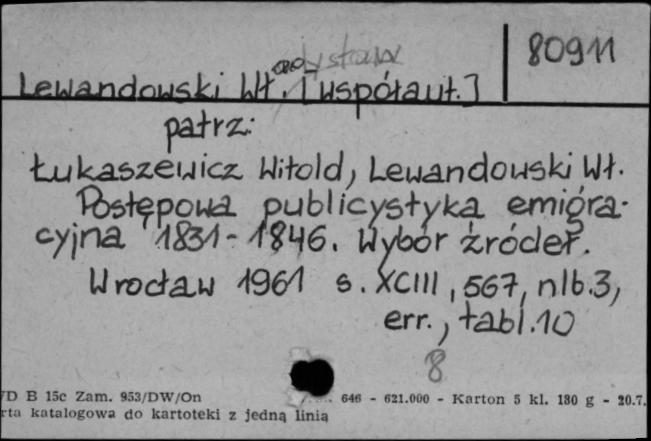 80911
adysław
Lewandowski Wł. [współaut.]
patrz:
Łukaszewicz Witold, Lewandowski Wł.
Postępowa publicystyka emigra-
cyjna 1831-1846. Wybór źródeł.
Wrocław 1961 s. XCIII, 567, nlb.3,
err., tabl.10
8
/D B 15c Zam. 953/DW/On 646 - 621.000 - Karton 5 kl. 180 g - 20.7.
rta katalogowa do kartoteki z jedną linią